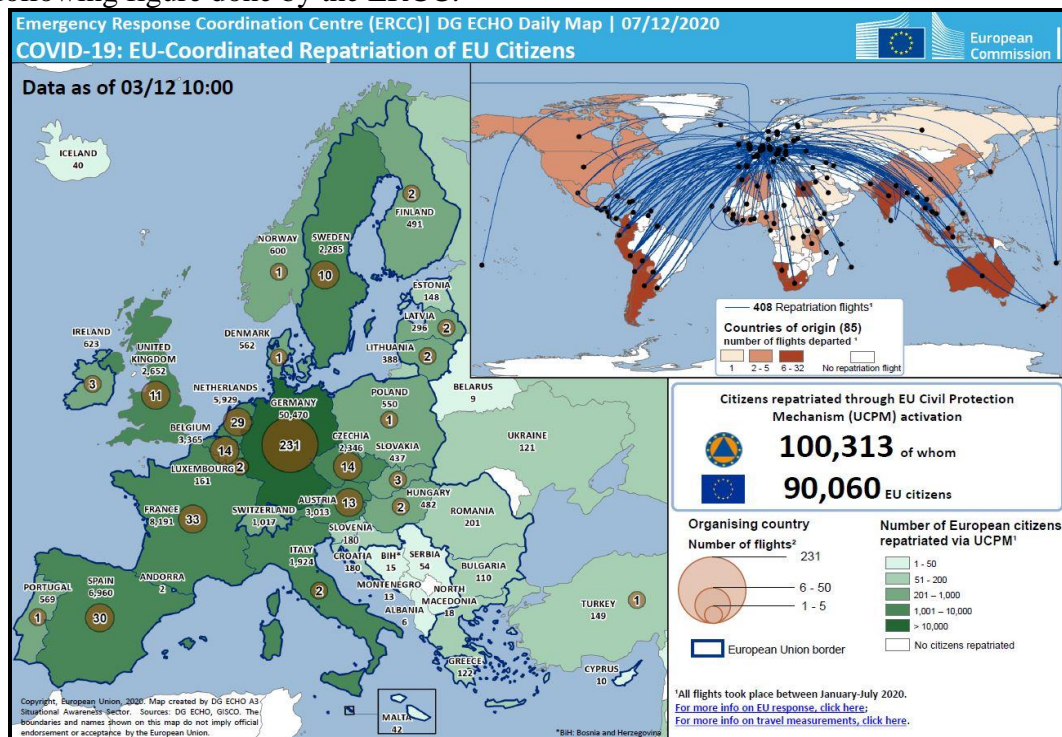 following figure done by the ERCC:
Emergency Response Coordination Centre (ERCC)| DG ECHO Daily Map | 07/12/2020
COVID-19: EU-Coordinated Repatriation of EU Citizens
European
Commission
Data as of 03/12 10:00
ICELAND
40
2
FINLAND
491
NORWAY
600
1
SWEDEN
2,285
10
ESTONIA
148
LATVIA
296
2
LITHUANIA
388
2
DENMARK
562
1
IRELAND
623
3
UNITED
KINGDOM
2,652
11
NETHERLANDS
5,929
29
BELGIUM
3,365
14
LUXEMBOURG
161
2
GERMANY
50,470
231
POLAND
550
1
BELARUS
9
UKRAINE
121
CZECHIA
2,346
14
SLOVAKIA
437
3
AUSTRIA
3,013
13
HUNGARY
482
2
ROMANIA
201
FRANCE
8,191
33
SWITZERLAND
1,017
SLOVENIA
180
CROATIA
180
BIH*
15
SERBIA
54
BULGARIA
110
ITALY
1,924
2
MONTENEGRO
13
NORTH
MACEDONIA
18
ALBANIA
6
ANDORRA
2
PORTUGAL
569
1
SPAIN
6,960
30
GREECE
122
TURKEY
149
1
CYPRUS
10
MALTA
42
408 Repatriation flights¹
Countries of origin (85)
number of flights departed ¹
1
2 - 5
6 - 32
No repatriation flight
Citizens repatriated through EU Civil Protection
Mechanism (UCPM) activation
100,313 of whom
90,060 EU citizens
Organising country
Number of flights²
231
6 - 50
1 - 5
European Union border
Number of European citizens
repatriated via UCPM¹
1 - 50
51 - 200
201 – 1,000
1,001 – 10,000
> 10,000
No citizens repatriated
¹All flights took place between January-July 2020.
For more info on EU response, click here;
For more info on travel measurements, click here.
Copyright, European Union, 2020. Map created by DG ECHO A3
Situational Awareness Sector. Sources: DG ECHO, GISCO. The
boundaries and names shown on this map do not imply official
endorsement or acceptance by the European Union.
*BiH: Bosnia and Herzegovina